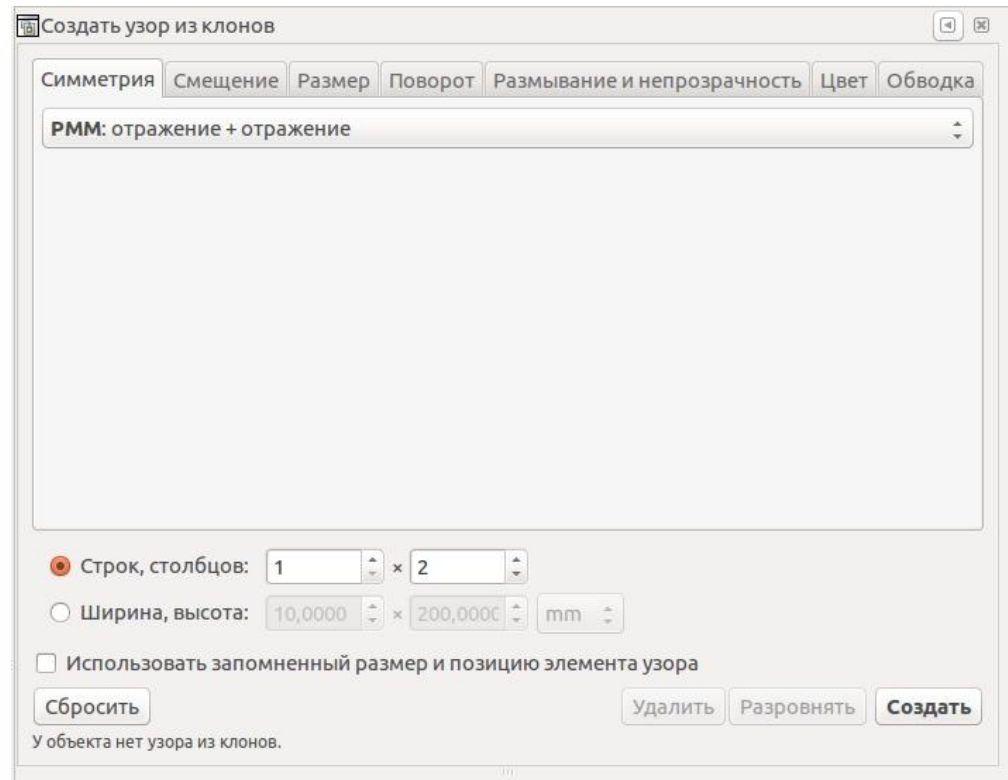 Создать узор из клонов
Симметрия Смещение Размер Поворот Размывание и непрозрачность Цвет Обводка
PMM: отражение + отражение
Строк, столбцов: 1 × 2
Ширина, высота: 10,0000 × 200,0000 mm
Использовать запомненный размер и позицию элемента узора
Сбросить Удалить Разровнять Создать
У объекта нет узора из клонов.